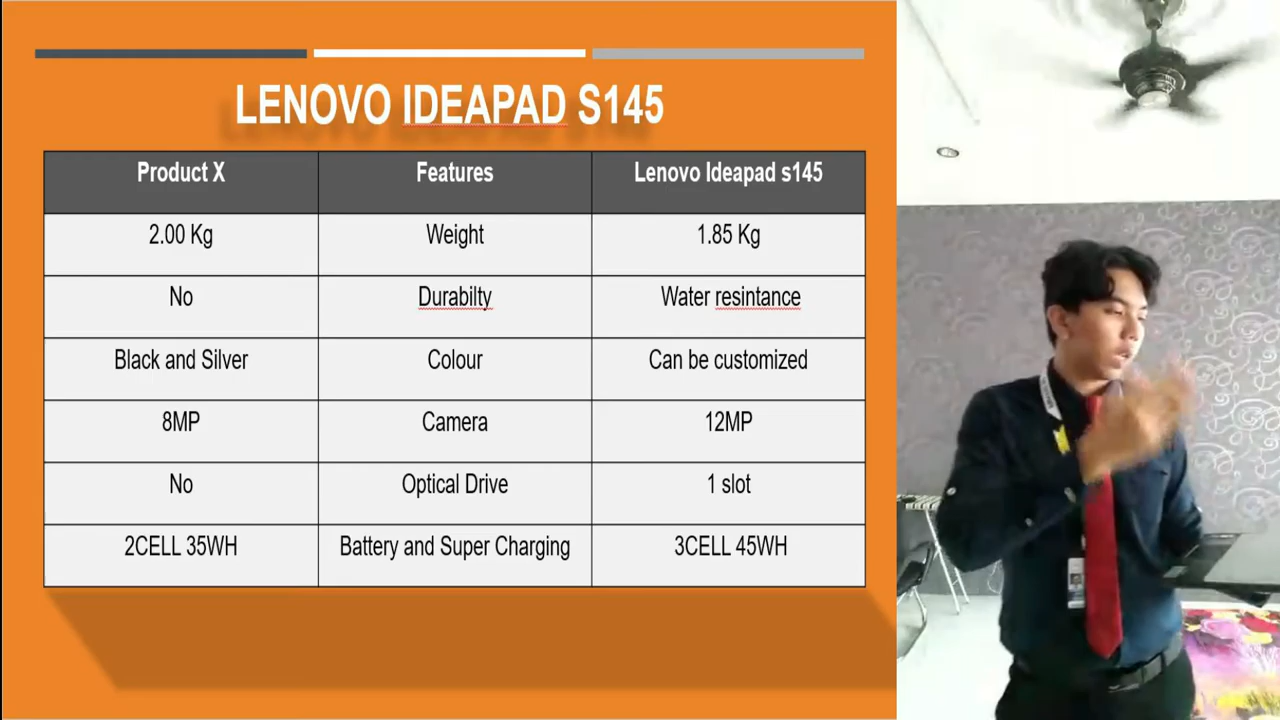 LENOVO IDEAPAD S145
Product X Features Lenovo Ideapad s145
2.00 Kg Weight 1.85 Kg
No Durabilty Water resintance
Black and Silver Colour Can be customized
8MP Camera 12MP
No Optical Drive 1 slot
2CELL 35WH Battery and Super Charging 3CELL 45WH